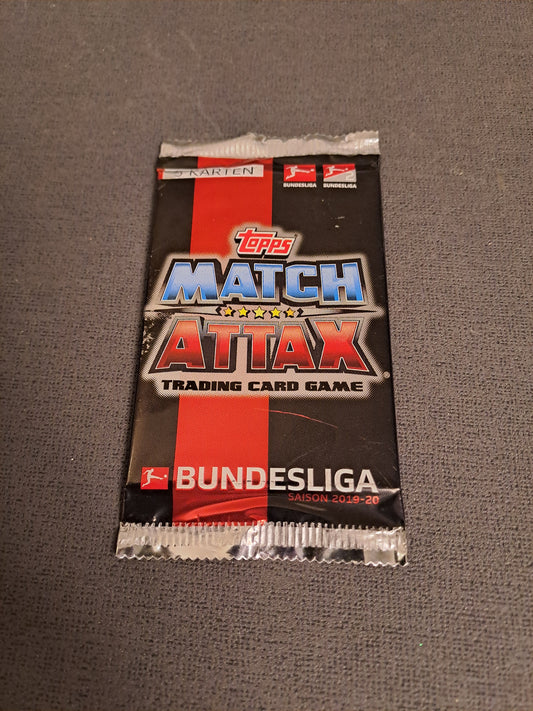 5 KARTEN
BUNDESLIGA
BUNDESLIGA
Topps
MATCH
ATTAX
TRADING CARD GAME
BUNDESLIGA
SAISON 2019-20